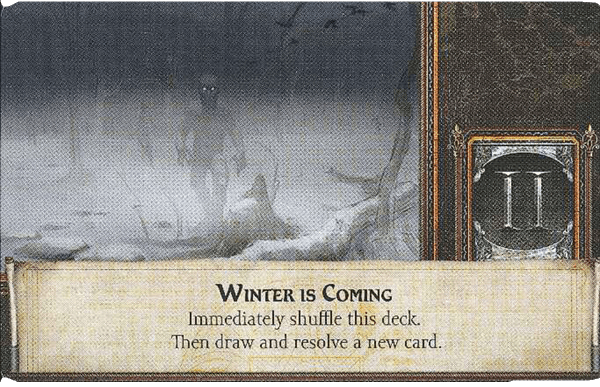 II
Winter is Coming
Immediately shuffle this deck.
Then draw and resolve a new card.